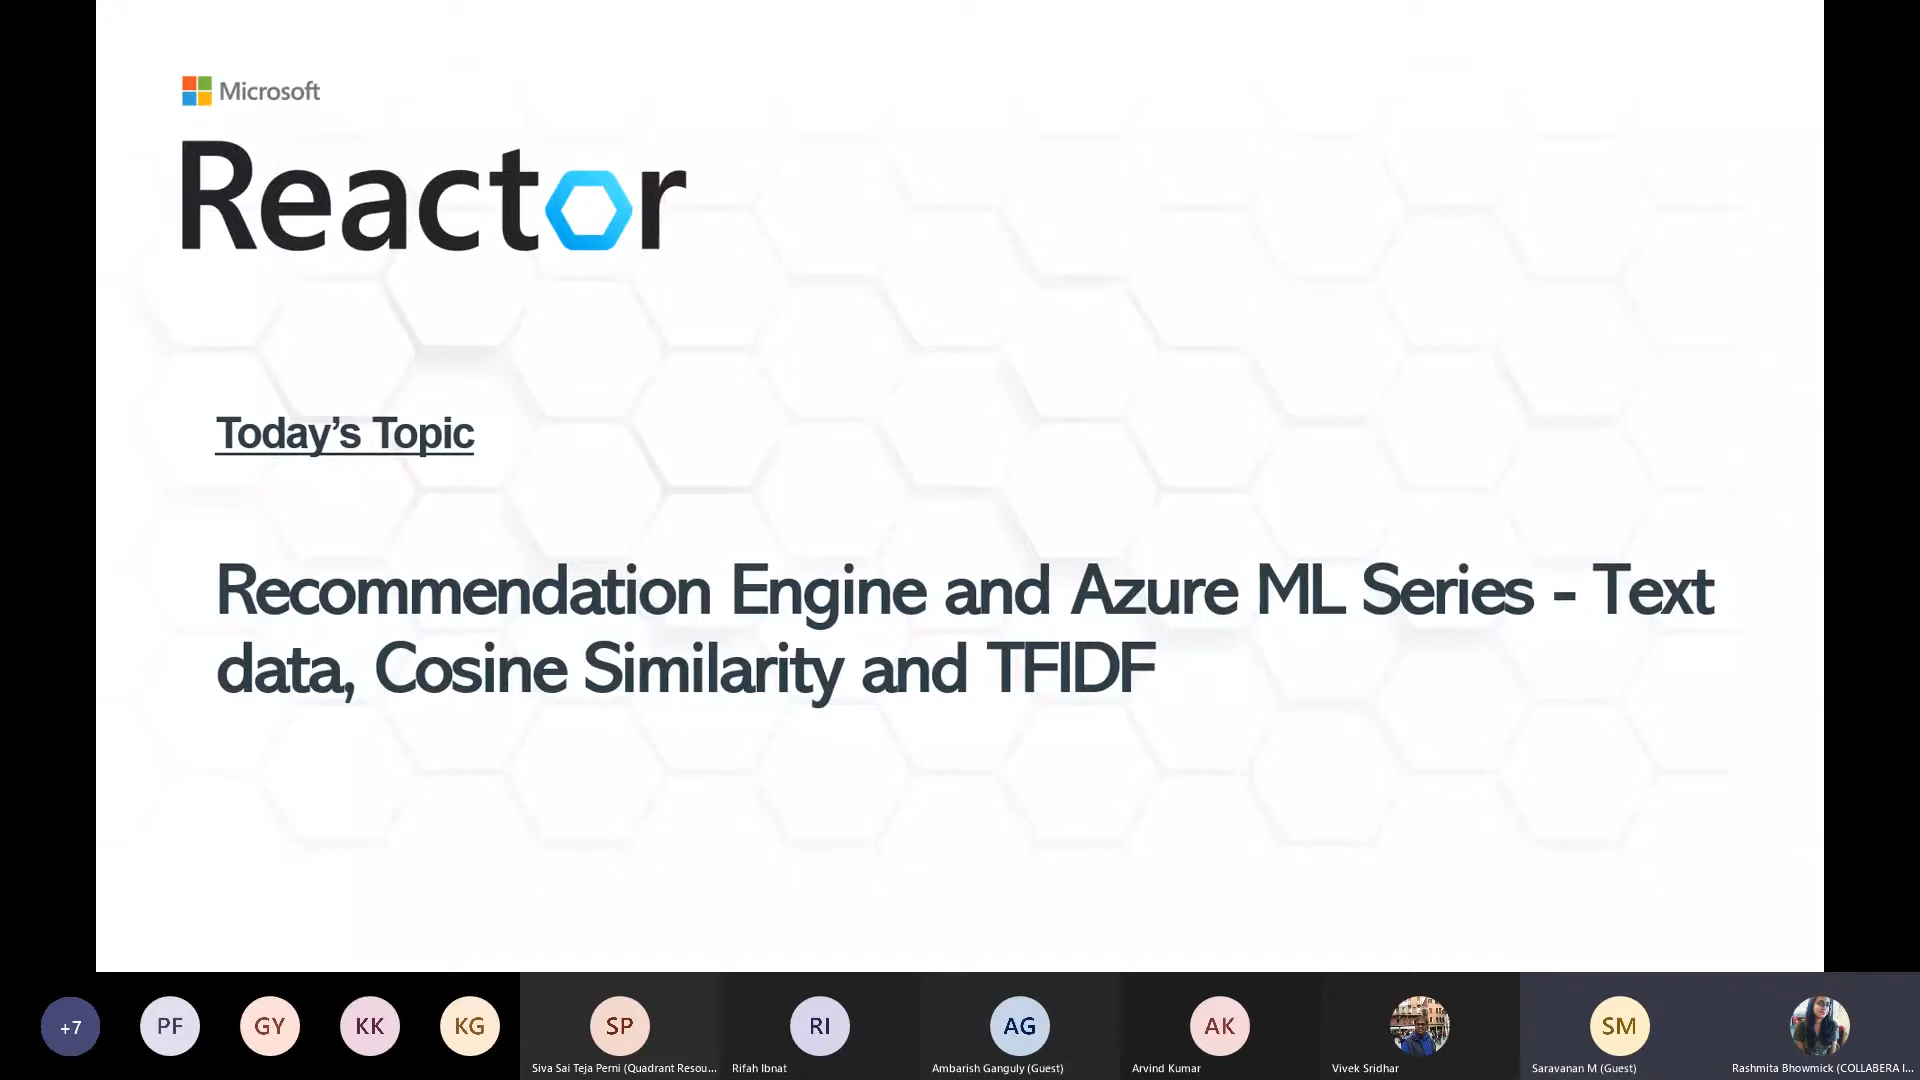 Microsoft
Reactor
Today's Topic
Recommendation Engine and Azure ML Series - Text
data, Cosine Similarity and TFIDF
+7
PF
GY
KK
KG
SP
RI
AG
AK
SM
Siva Sai Teja Perni (Quadrant Resou...
Rifah Ibnat
Ambarish Ganguly (Guest)
Arvind Kumar
Vivek Sridhar
Saravanan M (Guest)
Rashmita Bhowmick (COLLABERA I...